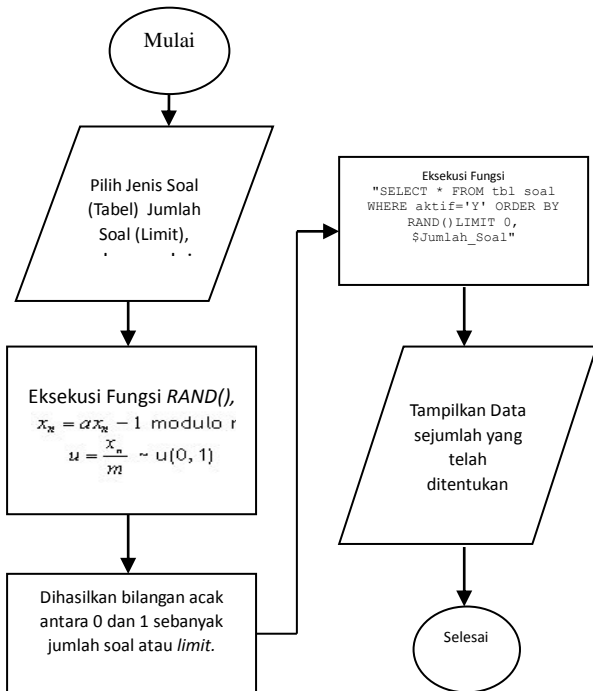 Mulai
Pilih Jenis Soal
(Tabel) Jumlah
Soal (Limit),
Eksekusi Fungsi RAND(),
xₙ = axₙ − 1 modulo
u = xₙ/m ~ u(0, 1)
Dihasilkan bilangan acak
antara 0 dan 1 sebanyak
jumlah soal atau limit.
Eksekusi Fungsi
"SELECT * FROM tbl soal
WHERE aktif='Y' ORDER BY
RAND()LIMIT 0,
$Jumlah_Soal"
Tampilkan Data
sejumlah yang
telah
ditentukan
Selesai